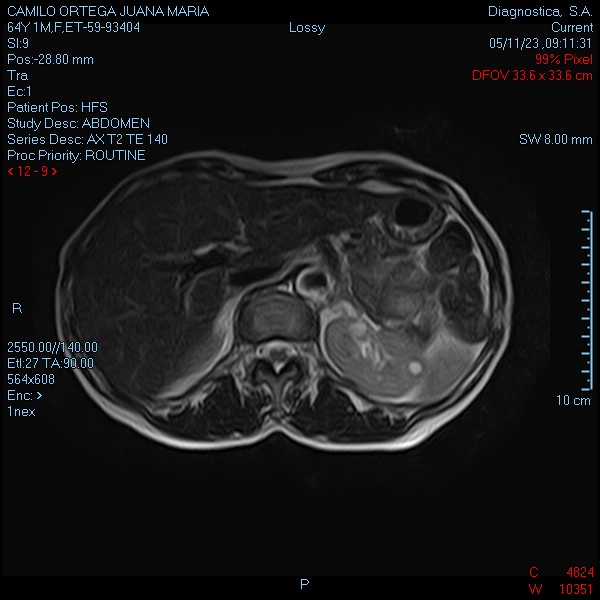 CAMILO ORTEGA JUANA MARIA
64Y 1M,F,ET-59-93404
Sl:9
Pos:-28.80 mm
Tra
Ec:1
Patient Pos: HFS
Study Desc: ABDOMEN
Series Desc: AX T2 TE 140
Proc Priority: ROUTINE
< 12 - 9 >
Lossy
Diagnostica, S.A.
Current
05/11/23 ,09:11:31
99% Pixel
DFOV 33.6 x 33.6 cm
SW 8.00 mm
R
2550.00//140.00
Etl:27 TA:90.00
564x608
Enc: >
1nex
10 cm
P
C 4824
W 10351